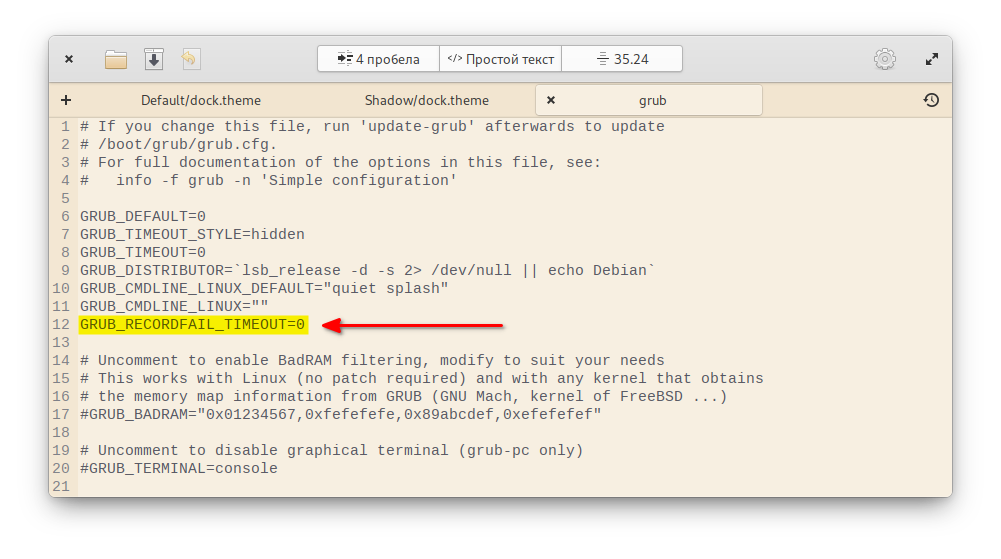 4 пробела
</> Простой текст
35.24
Default/dock.theme
Shadow/dock.theme
grub
1 # If you change this file, run 'update-grub' afterwards to update
2 # /boot/grub/grub.cfg.
3 # For full documentation of the options in this file, see:
4 #   info -f grub -n 'Simple configuration'
5
6 GRUB_DEFAULT=0
7 GRUB_TIMEOUT_STYLE=hidden
8 GRUB_TIMEOUT=0
9 GRUB_DISTRIBUTOR=`lsb_release -d -s 2> /dev/null || echo Debian`
10 GRUB_CMDLINE_LINUX_DEFAULT="quiet splash"
11 GRUB_CMDLINE_LINUX=""
12 GRUB_RECORDFAIL_TIMEOUT=0
13
14 # Uncomment to enable BadRAM filtering, modify to suit your needs
15 # This works with Linux (no patch required) and with any kernel that obtains
16 # the memory map information from GRUB (GNU Mach, kernel of FreeBSD ...)
17 #GRUB_BADRAM="0x01234567,0xfefefefe,0x89abcdef,0xefefefef"
18
19 # Uncomment to disable graphical terminal (grub-pc only)
20 #GRUB_TERMINAL=console
21